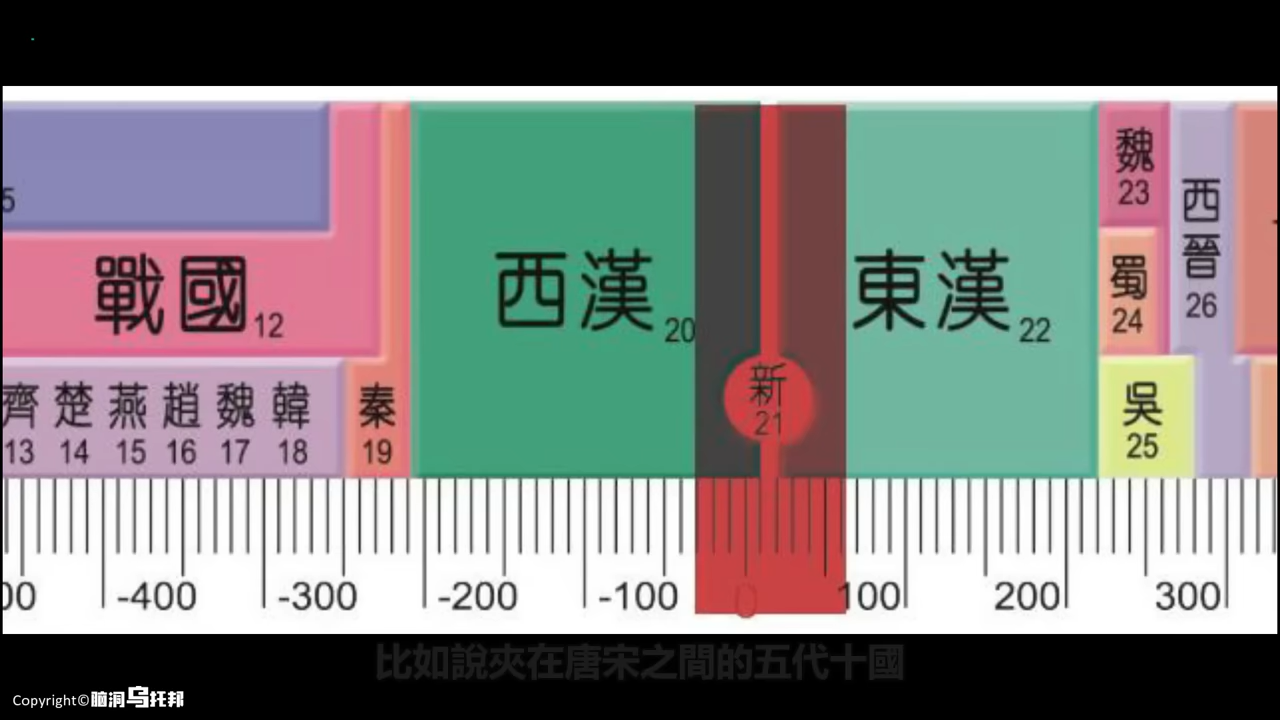 5
戰國12
齊 楚 燕 趙 魏 韓 秦
13 14 15 16 17 18 19
西漢20
新
21
東漢22
魏
23
蜀
24
吳
25
西晉
26
00 -400 -300 -200 -100 0 100 200 300
比如說夾在唐宋之間的五代十國
Copyright©脑洞乌托邦